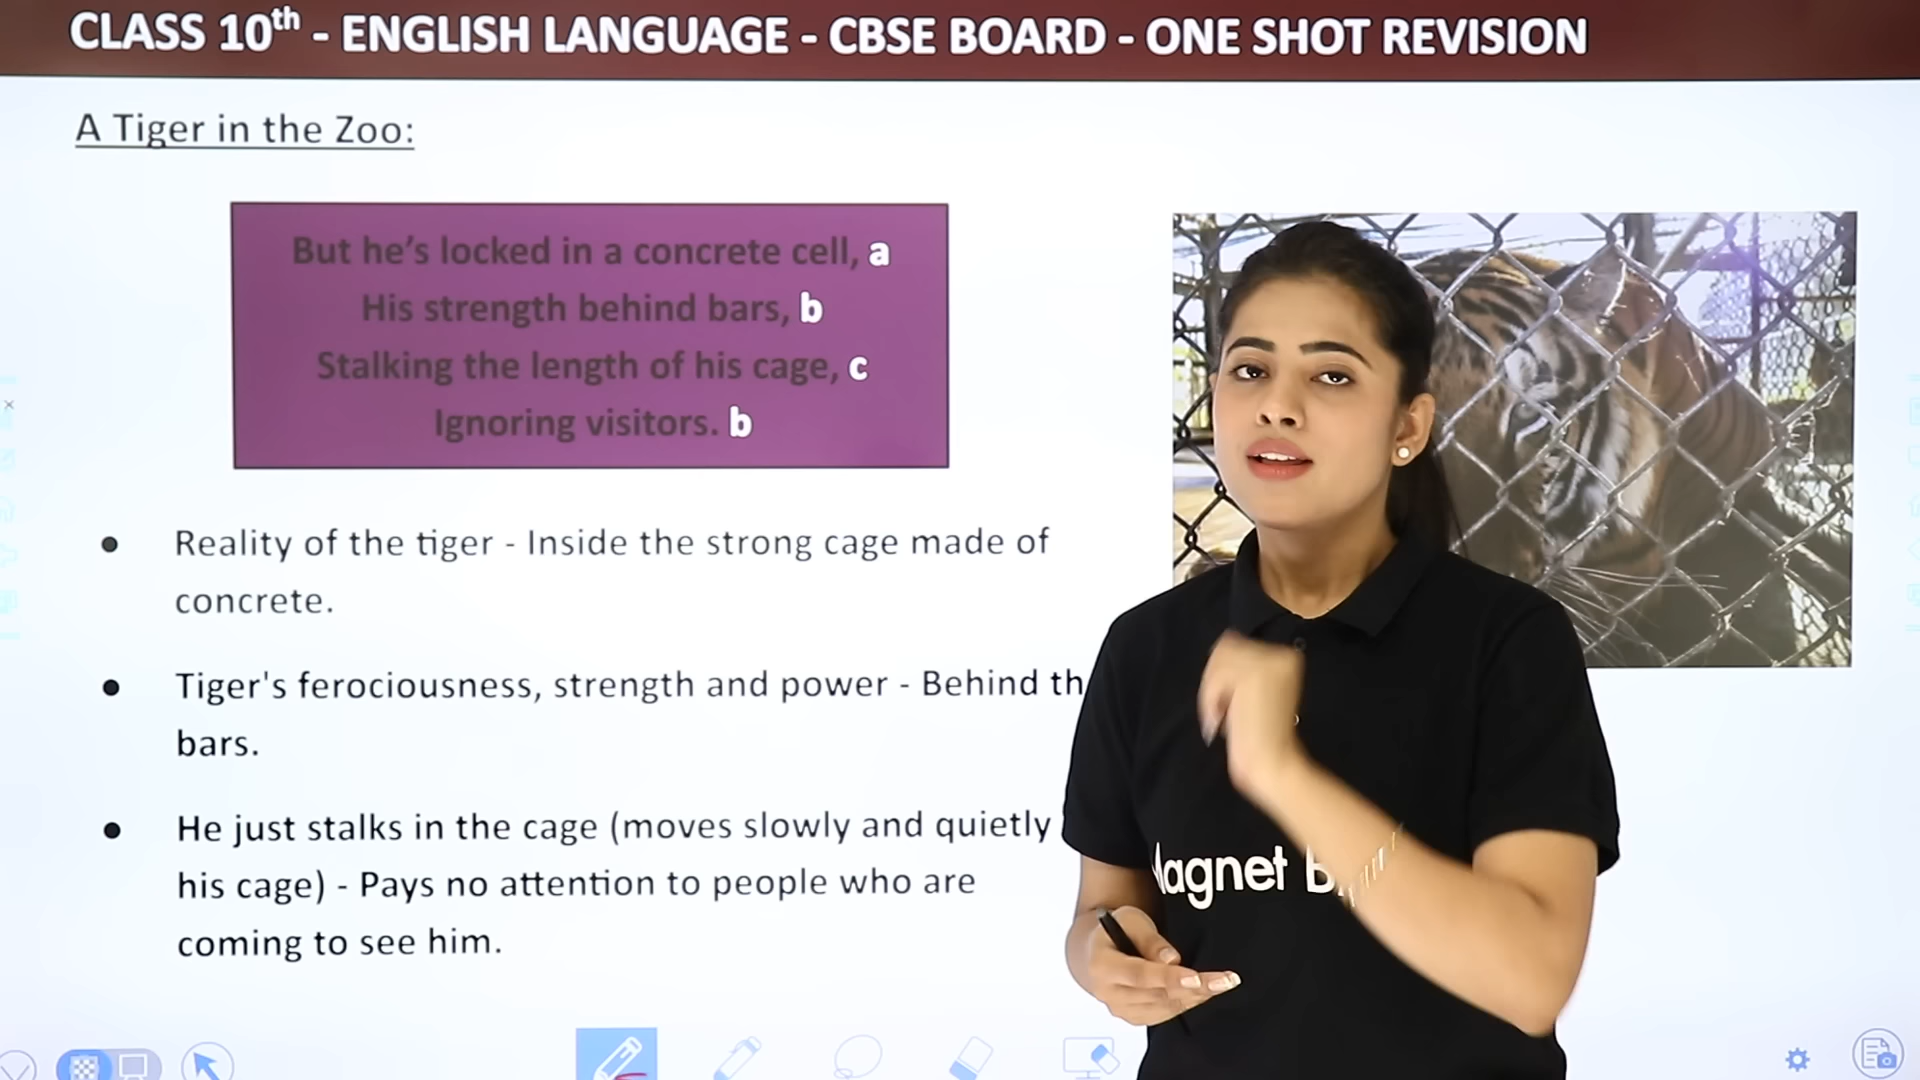 CLASS 10th - ENGLISH LANGUAGE - CBSE BOARD - ONE SHOT REVISION
A Tiger in the Zoo:
But he's locked in a concrete cell, a
His strength behind bars, b
Stalking the length of his cage, c
Ignoring visitors. b
Reality of the tiger - Inside the strong cage made of
concrete.
Tiger's ferociousness, strength and power - Behind th
bars.
He just stalks in the cage (moves slowly and quietly
his cage) - Pays no attention to people who are
coming to see him.
agnet B